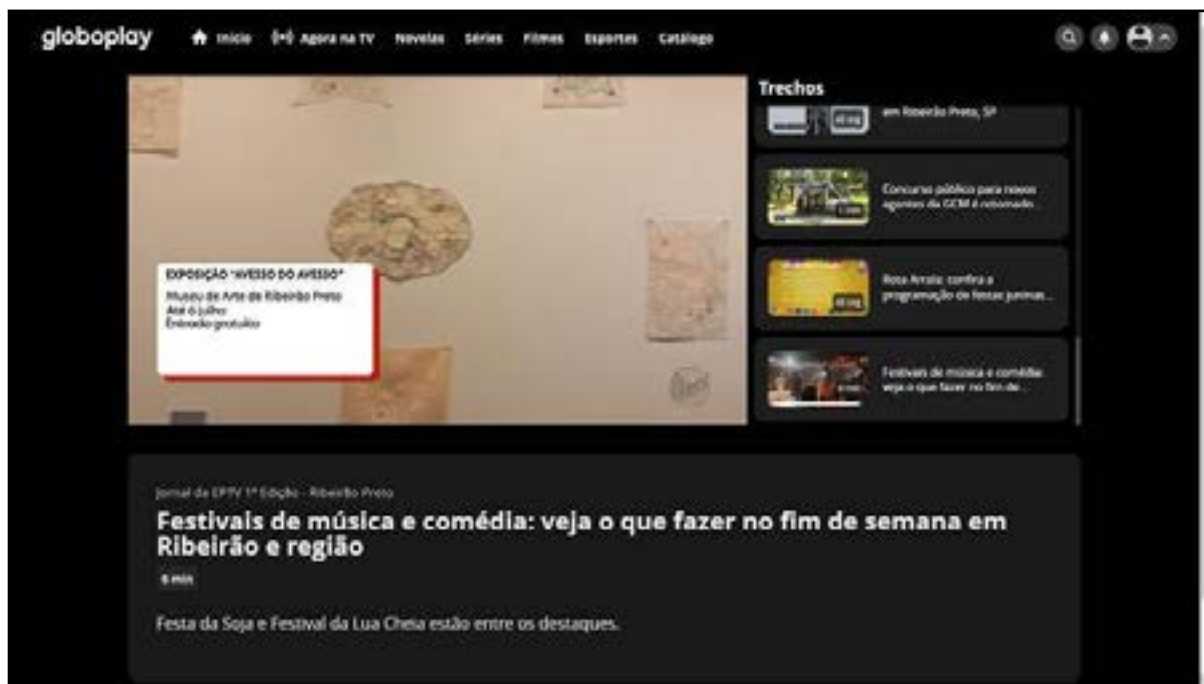 globoplay
Início Agora na TV Novelas Séries Filmes Esportes Catálogo
EXPOSIÇÃO "AVESSO DO AVESSO"
Museu de Arte de Ribeirão Preto
Até 6 julho
Entrada gratuita
Trechos
em Ribeirão Preto, SP
Concurso público para novos
agentes da GCM é retomado...
Rota Arraiá: confira a
programação de festas juninas...
Festivais de música e comédia:
veja o que fazer no fim de...
Jornal da EPTV 1ª Edição - Ribeirão Preto
Festivais de música e comédia: veja o que fazer no fim de semana em
Ribeirão e região
6 min
Festa da Soja e Festival da Lua Cheia estão entre os destaques.